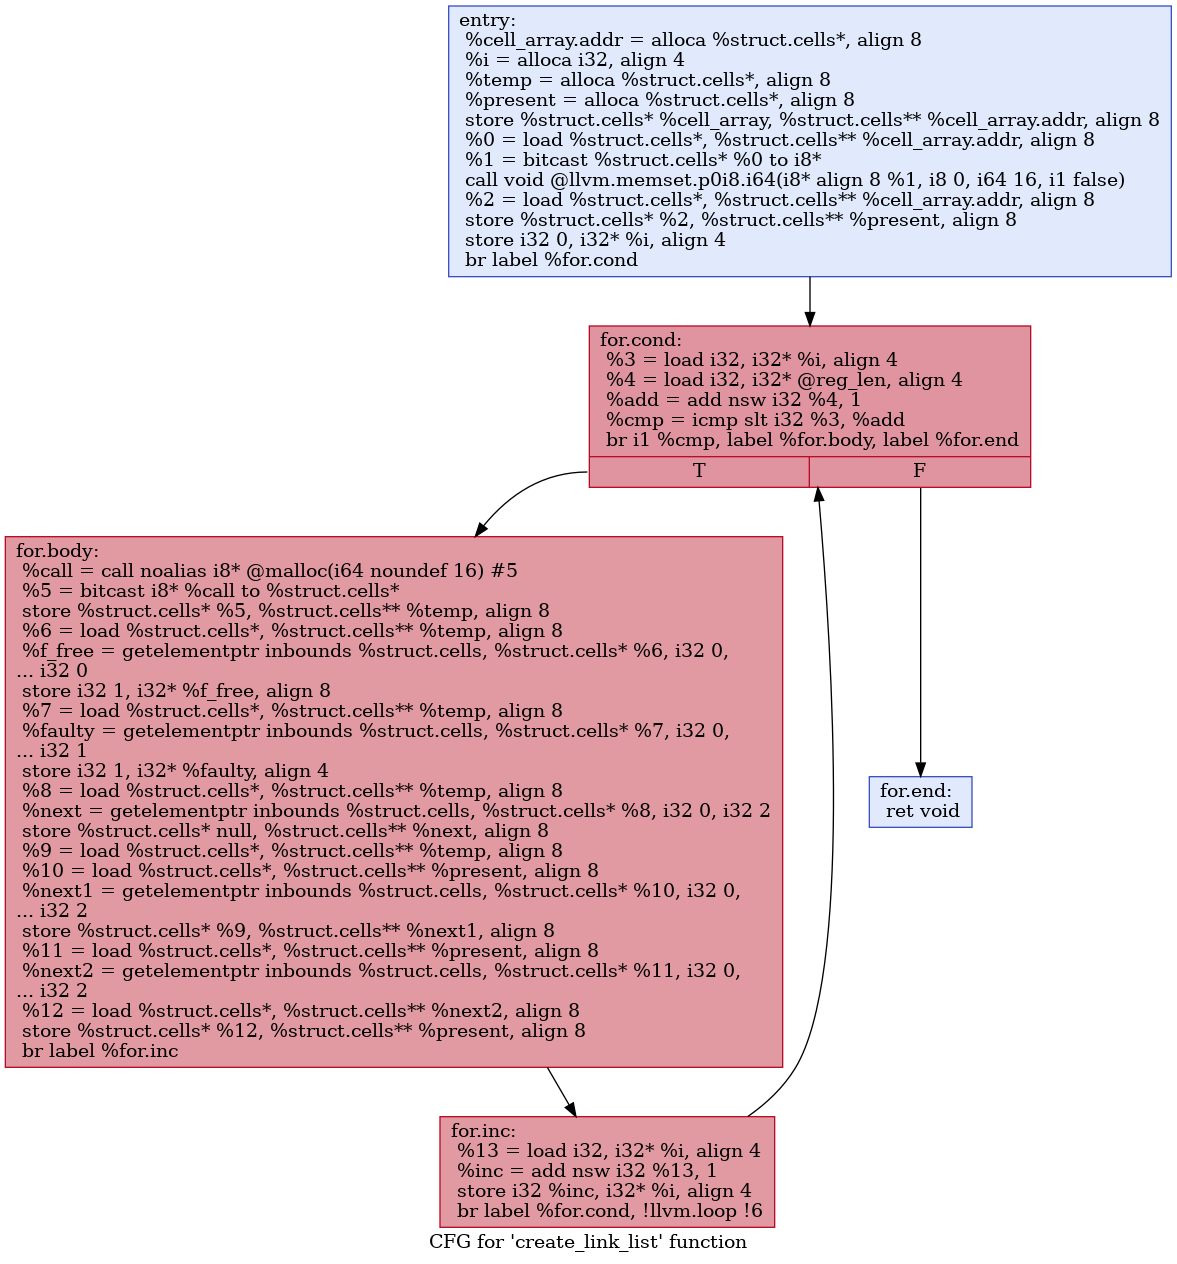 entry:
%cell_array.addr = alloca %struct.cells*, align 8
%i = alloca i32, align 4
%temp = alloca %struct.cells*, align 8
%present = alloca %struct.cells*, align 8
store %struct.cells* %cell_array, %struct.cells** %cell_array.addr, align 8
%0 = load %struct.cells*, %struct.cells** %cell_array.addr, align 8
%1 = bitcast %struct.cells* %0 to i8*
call void @llvm.memset.p0i8.i64(i8* align 8 %1, i8 0, i64 16, i1 false)
%2 = load %struct.cells*, %struct.cells** %cell_array.addr, align 8
store %struct.cells* %2, %struct.cells** %present, align 8
store i32 0, i32* %i, align 4
br label %for.cond
for.cond:
%3 = load i32, i32* %i, align 4
%4 = load i32, i32* @reg_len, align 4
%add = add nsw i32 %4, 1
%cmp = icmp slt i32 %3, %add
br i1 %cmp, label %for.body, label %for.end
T
F
for.body:
%call = call noalias i8* @malloc(i64 noundef 16) #5
%5 = bitcast i8* %call to %struct.cells*
store %struct.cells* %5, %struct.cells** %temp, align 8
%6 = load %struct.cells*, %struct.cells** %temp, align 8
%f_free = getelementptr inbounds %struct.cells, %struct.cells* %6, i32 0,
... i32 0
store i32 1, i32* %f_free, align 8
%7 = load %struct.cells*, %struct.cells** %temp, align 8
%faulty = getelementptr inbounds %struct.cells, %struct.cells* %7, i32 0,
... i32 1
store i32 1, i32* %faulty, align 4
%8 = load %struct.cells*, %struct.cells** %temp, align 8
%next = getelementptr inbounds %struct.cells, %struct.cells* %8, i32 0, i32 2
store %struct.cells* null, %struct.cells** %next, align 8
%9 = load %struct.cells*, %struct.cells** %temp, align 8
%10 = load %struct.cells*, %struct.cells** %present, align 8
%next1 = getelementptr inbounds %struct.cells, %struct.cells* %10, i32 0,
... i32 2
store %struct.cells* %9, %struct.cells** %next1, align 8
%11 = load %struct.cells*, %struct.cells** %present, align 8
%next2 = getelementptr inbounds %struct.cells, %struct.cells* %11, i32 0,
... i32 2
%12 = load %struct.cells*, %struct.cells** %next2, align 8
store %struct.cells* %12, %struct.cells** %present, align 8
br label %for.inc
for.end:
ret void
for.inc:
%13 = load i32, i32* %i, align 4
%inc = add nsw i32 %13, 1
store i32 %inc, i32* %i, align 4
br label %for.cond, !llvm.loop !6
CFG for 'create_link_list' function